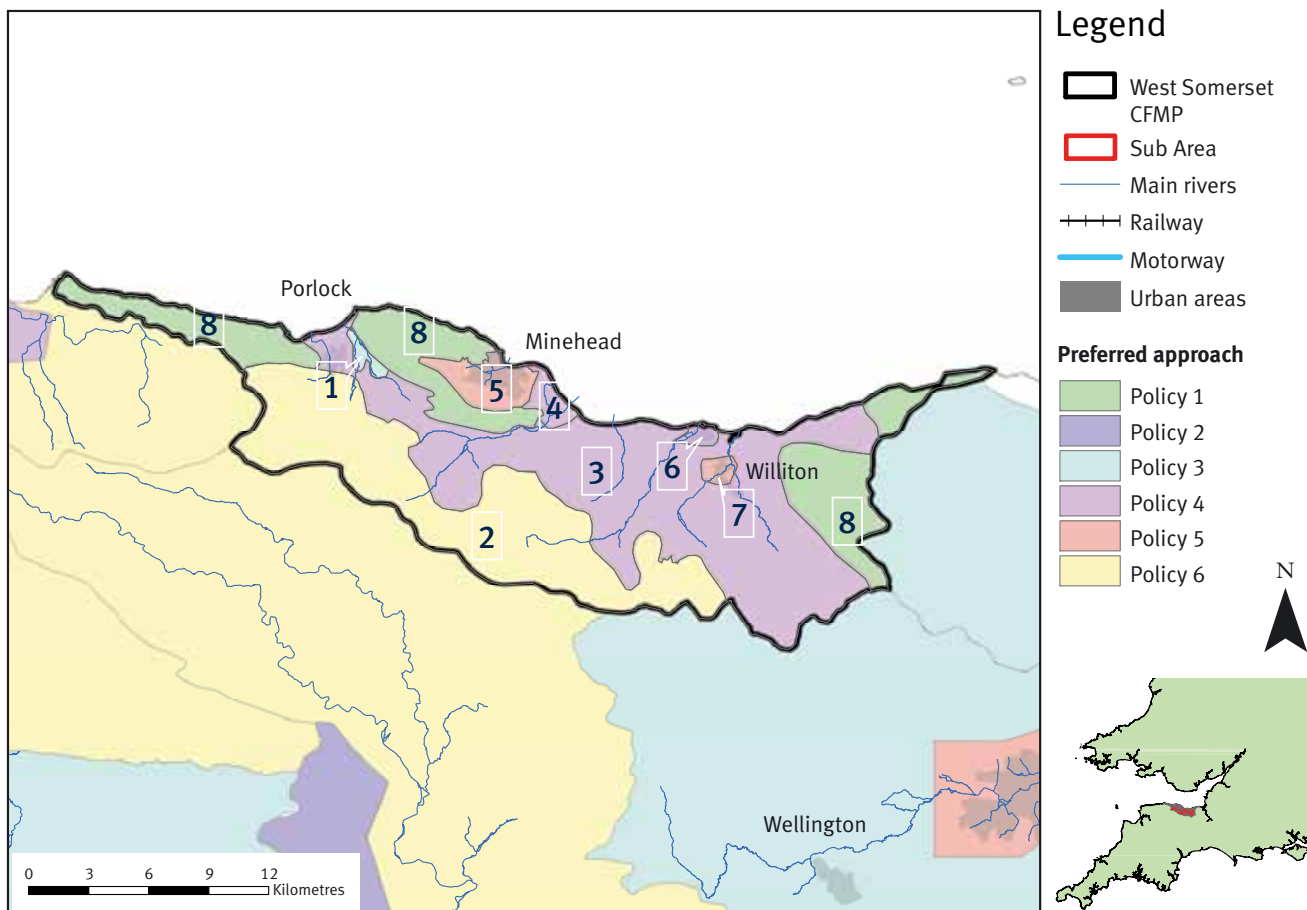 Porlock
Minehead
8
8
1
5
4
3
6
Williton
7
8
2
Wellington
0 3 6 9 12
Kilometres
Legend
West Somerset
CFMP
Sub Area
Main rivers
Railway
Motorway
Urban areas
Preferred approach
Policy 1
Policy 2
Policy 3
Policy 4
Policy 5
Policy 6
N